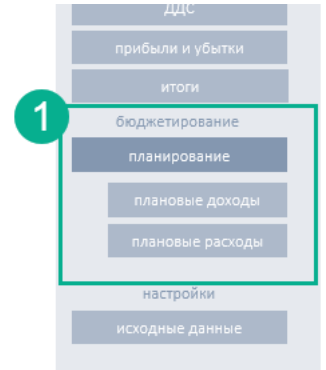 ДДС
прибыли и убытки
итоги
1
бюджетирование
планирование
плановые доходы
плановые расходы
настройки
исходные данные